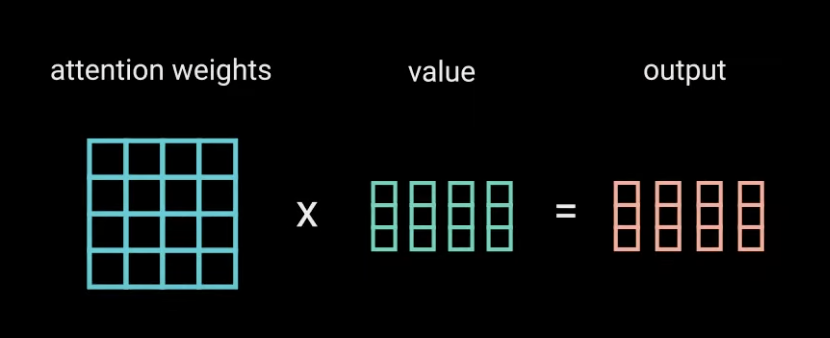 attention weights value output
x =